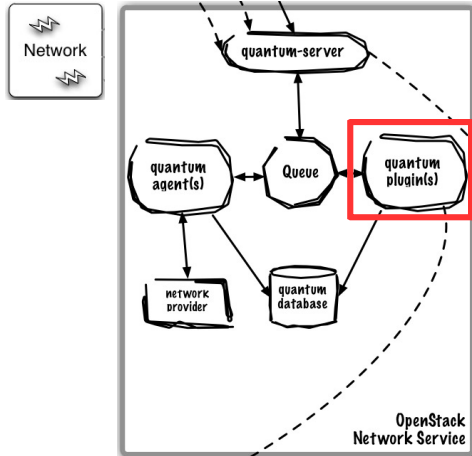 Network
quantum-server
quantum
agent(s)
Queue
quantum
plugin(s)
network
provider
quantum
database
OpenStack
Network Service